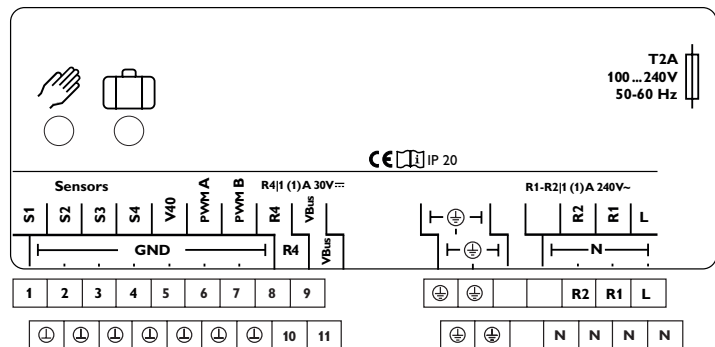 T2A
100 ... 240V
50-60 Hz
CE i IP 20
Sensors R4|1 (1) A 30V⎓ R1-R2|1 (1) A 240V~
S1 S2 S3 S4 V40 PWM A PWM B R4 VBus R2 R1 L
GND R4 VBus N
1 2 3 4 5 6 7 8 9 R2 R1 L
10 11 N N N N